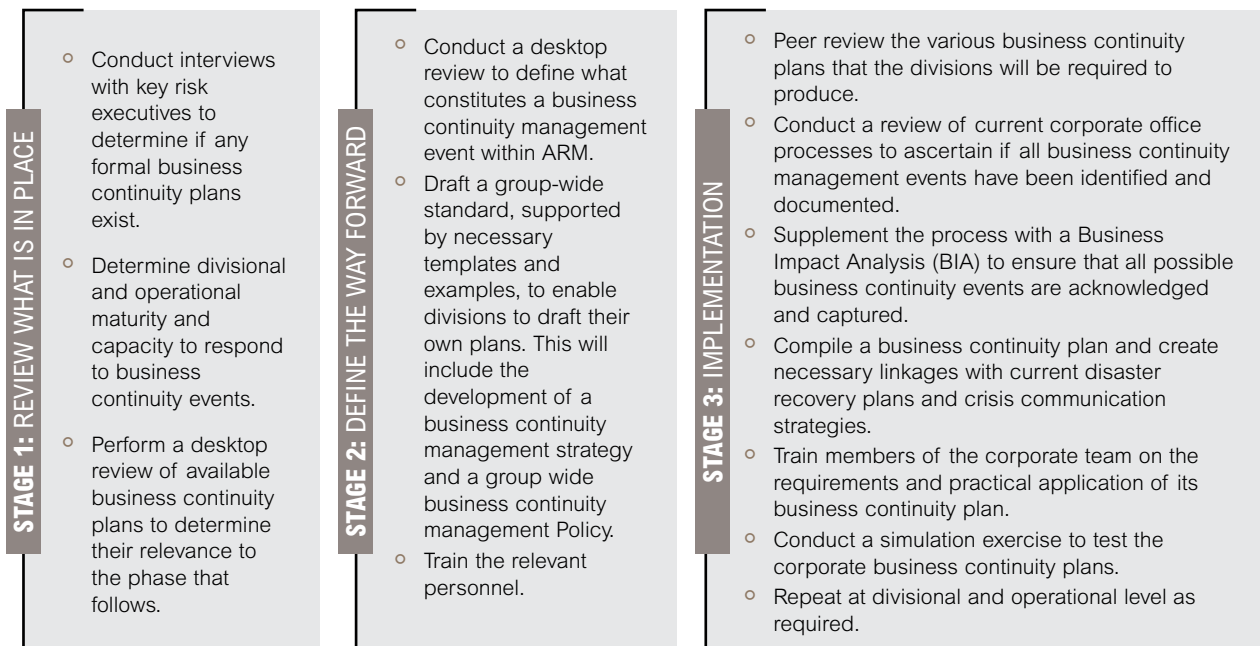 STAGE 1: REVIEW WHAT IS IN PLACE
° Conduct interviews
with key risk
executives to
determine if any
formal business
continuity plans
exist.
° Determine divisional
and operational
maturity and
capacity to respond
to business
continuity events.
° Perform a desktop
review of available
business continuity
plans to determine
their relevance to
the phase that
follows.
STAGE 2: DEFINE THE WAY FORWARD
° Conduct a desktop
review to define what
constitutes a business
continuity management
event within ARM.
° Draft a group-wide
standard, supported
by necessary
templates and
examples, to enable
divisions to draft their
own plans. This will
include the
development of a
business continuity
management strategy
and a group wide
business continuity
management Policy.
° Train the relevant
personnel.
STAGE 3: IMPLEMENTATION
° Peer review the various business continuity
plans that the divisions will be required to
produce.
° Conduct a review of current corporate office
processes to ascertain if all business continuity
management events have been identified and
documented.
° Supplement the process with a Business
Impact Analysis (BIA) to ensure that all possible
business continuity events are acknowledged
and captured.
° Compile a business continuity plan and create
necessary linkages with current disaster
recovery plans and crisis communication
strategies.
° Train members of the corporate team on the
requirements and practical application of its
business continuity plan.
° Conduct a simulation exercise to test the
corporate business continuity plans.
° Repeat at divisional and operational level as
required.